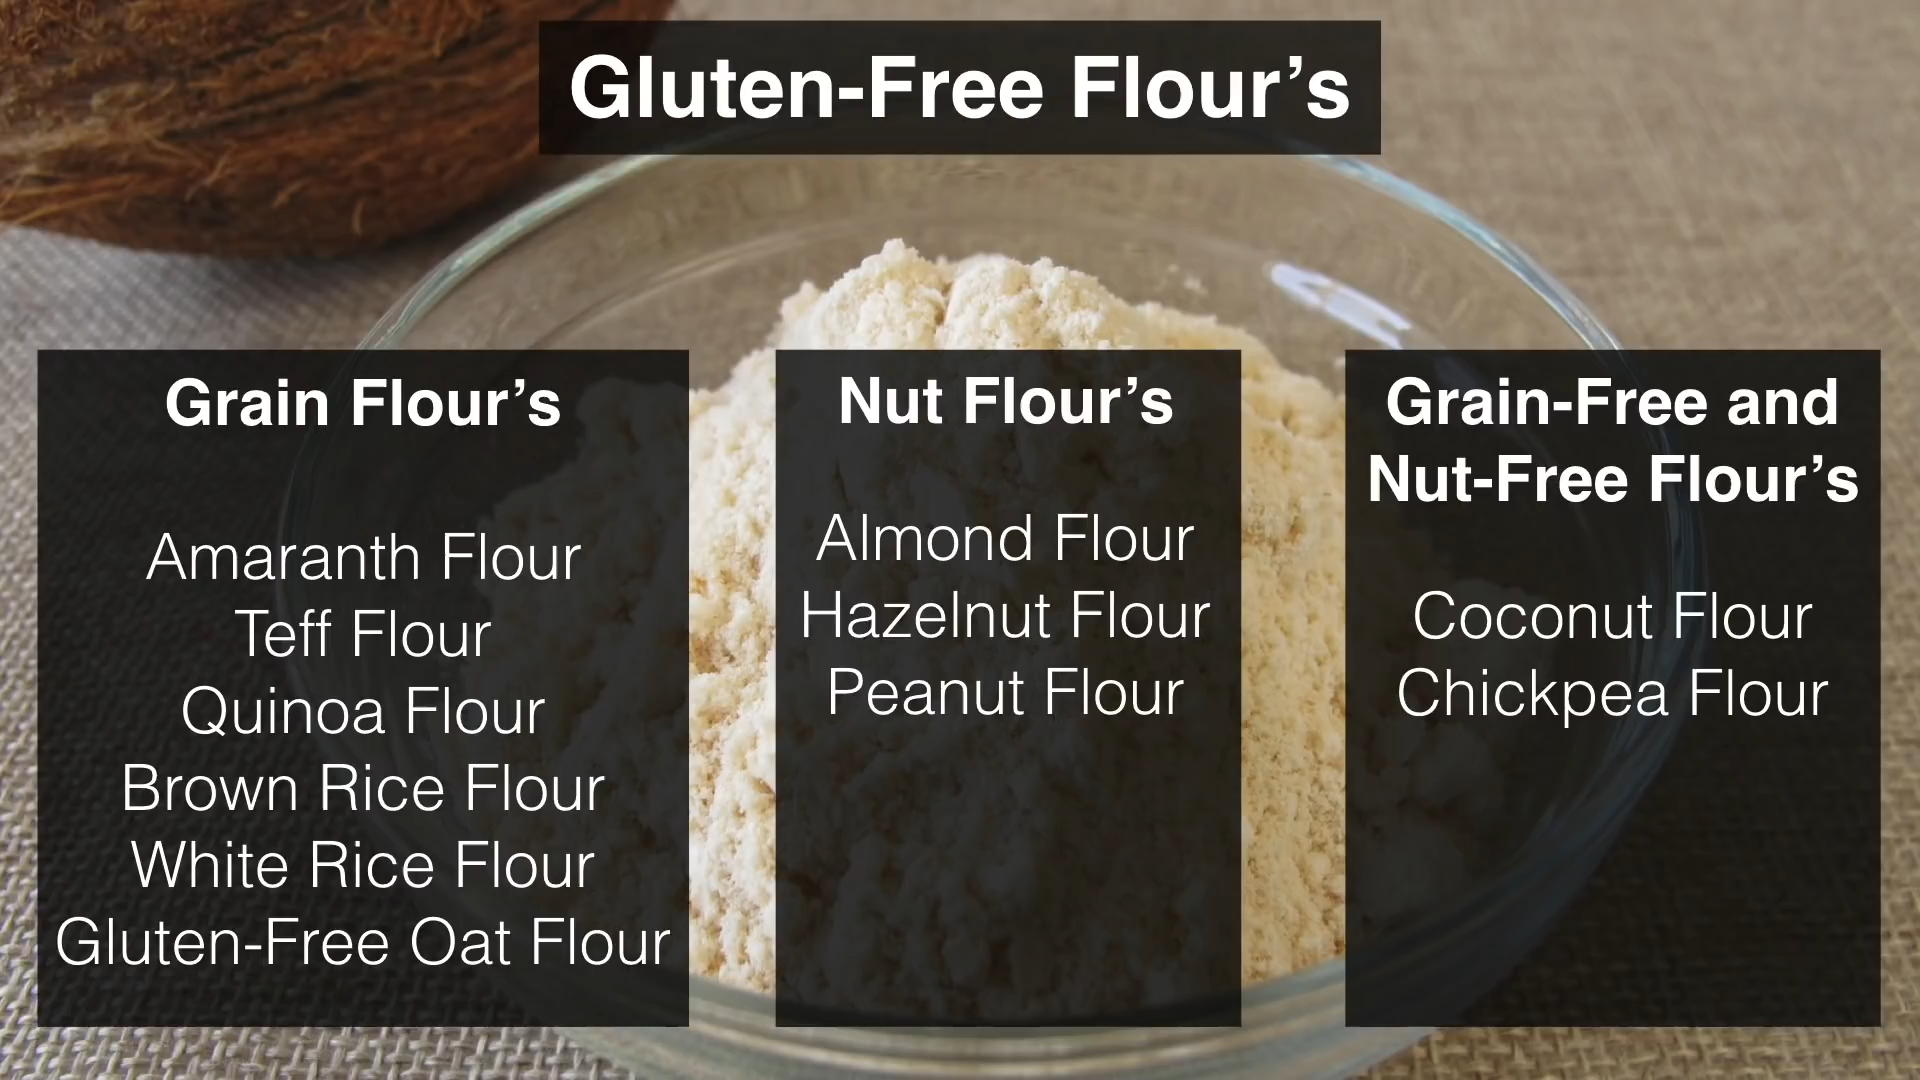 Gluten-Free Flour’s
Grain Flour’s
Amaranth Flour
Teff Flour
Quinoa Flour
Brown Rice Flour
White Rice Flour
Gluten-Free Oat Flour
Nut Flour’s
Almond Flour
Hazelnut Flour
Peanut Flour
Grain-Free and
Nut-Free Flour’s
Coconut Flour
Chickpea Flour